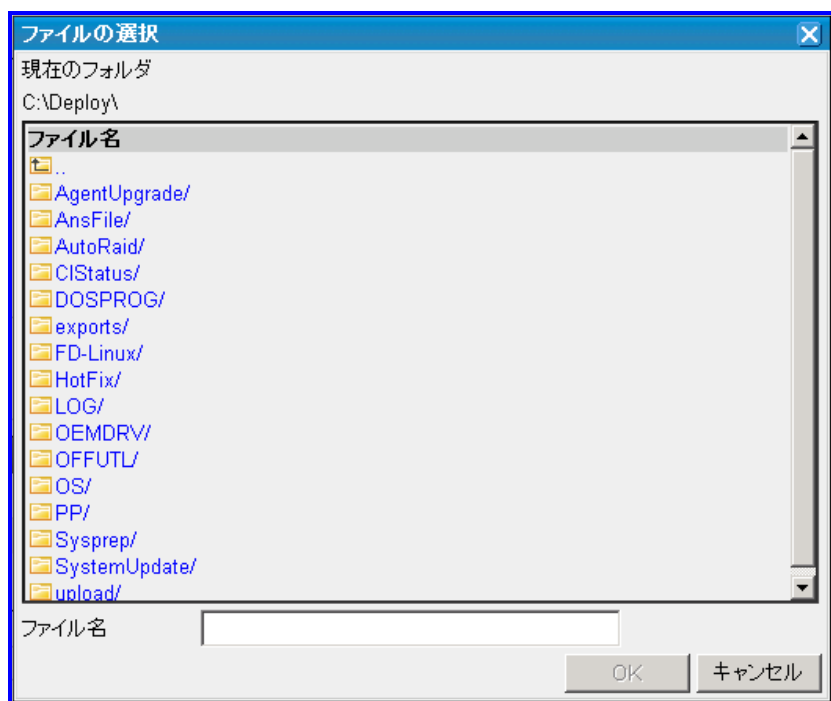 ファイルの選択
現在のフォルダ
C:\Deploy\
ファイル名
..
AgentUpgrade/
AnsFile/
AutoRaid/
CIStatus/
DOSPROG/
exports/
FD-Linux/
HotFix/
LOG/
OEMDRV/
OFFUTL/
OS/
PP/
Sysprep/
SystemUpdate/
upload/
ファイル名
OK キャンセル